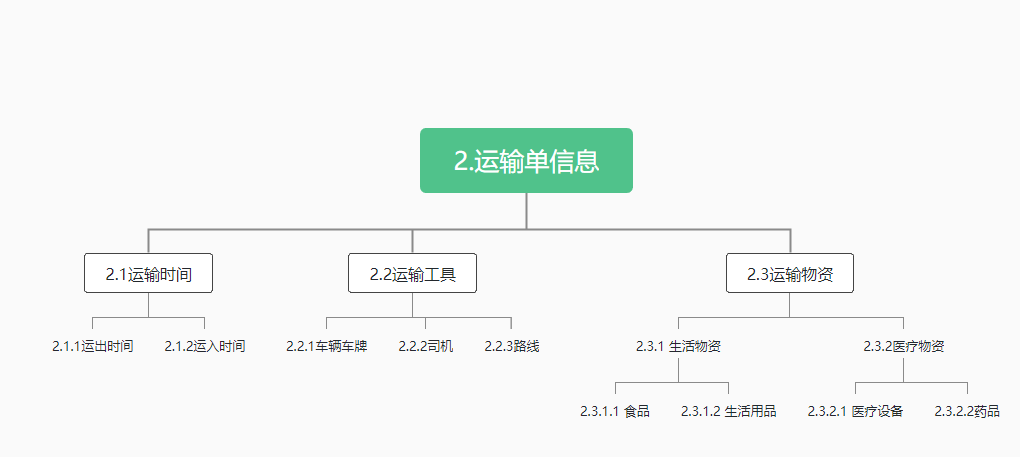 2.运输单信息
2.1运输时间
2.2运输工具
2.3运输物资
2.1.1运出时间
2.1.2运入时间
2.2.1车辆车牌
2.2.2司机
2.2.3路线
2.3.1 生活物资
2.3.2医疗物资
2.3.1.1 食品
2.3.1.2 生活用品
2.3.2.1 医疗设备
2.3.2.2药品